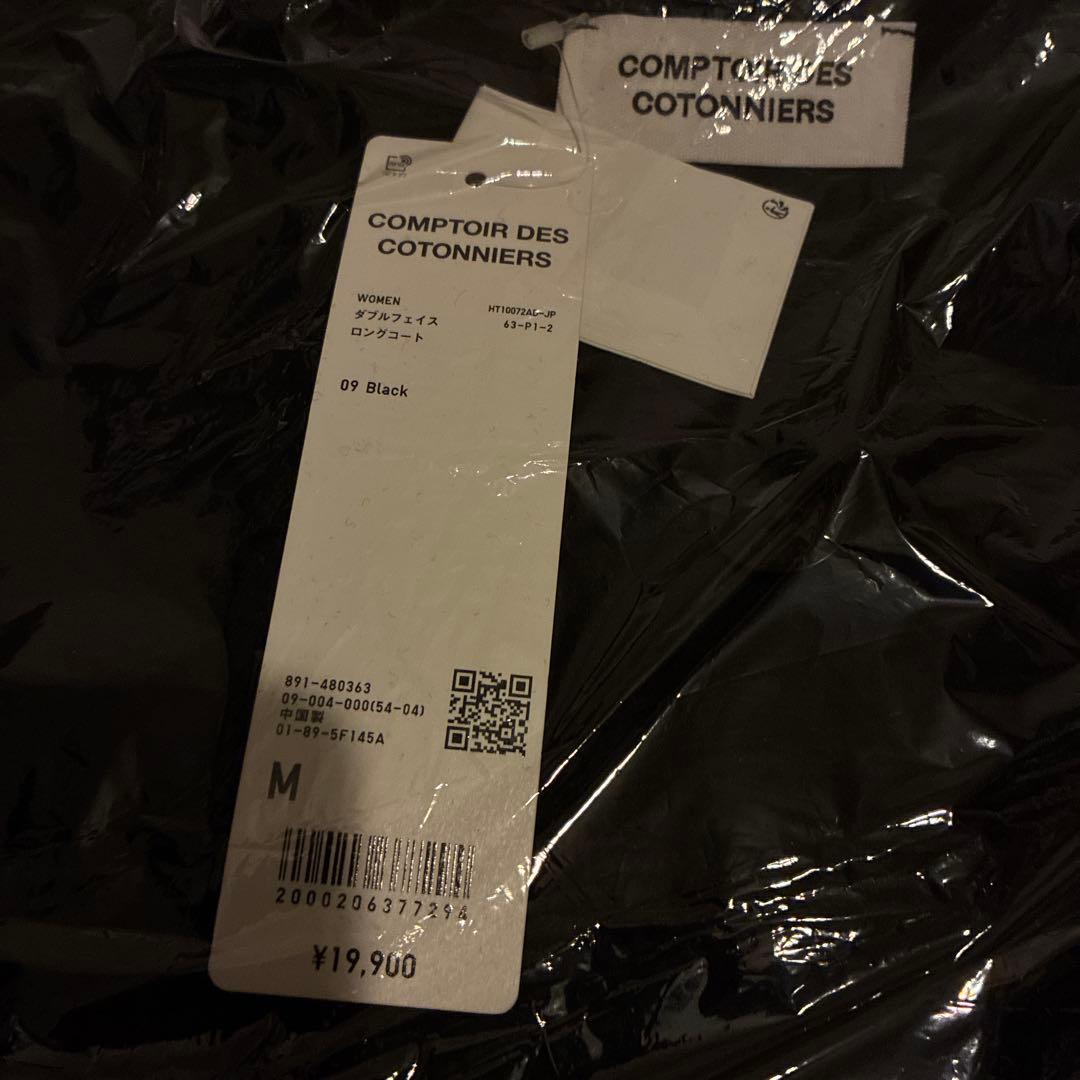 COMPTOIR DES
COTONNIERS
COMPTOIR DES
COTONNIERS
WOMEN
ダブルフェイス
ロングコート
63-P1-2
09 Black
891-480363
09-004-000(54-04)
中国製
01-89-5F145A
M
2000206377294
¥19,900